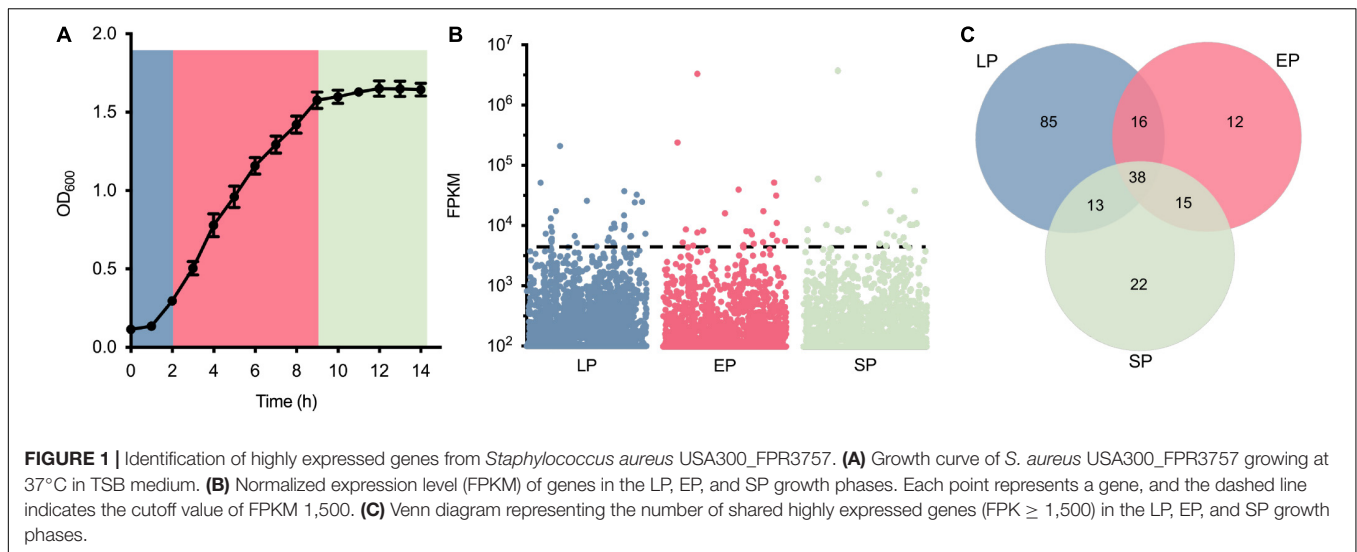 A
2.0
1.5
1.0
0.5
0.0
OD600
0 2 4 6 8 10 12 14
Time (h)
B
10^7
10^6
10^5
10^4
10^3
10^2
FPKM
LP EP SP
C
LP
EP
85 16 12
38
13 15
22
SP
FIGURE 1 | Identification of highly expressed genes from Staphylococcus aureus USA300_FPR3757. (A) Growth curve of S. aureus USA300_FPR3757 growing at
37°C in TSB medium. (B) Normalized expression level (FPKM) of genes in the LP, EP, and SP growth phases. Each point represents a gene, and the dashed line
indicates the cutoff value of FPKM 1,500. (C) Venn diagram representing the number of shared highly expressed genes (FPK ≥ 1,500) in the LP, EP, and SP growth
phases.